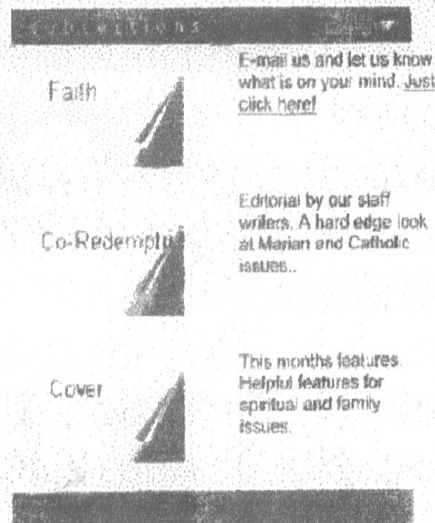 Faith
E-mail us and let us know
what is on your mind. Just
click here!
Co-Redemptri
Editorial by our staff
writers. A hard edge look
at Marian and Catholic
issues..
Cover
This months features.
Helpful features for
spiritual and family
issues.